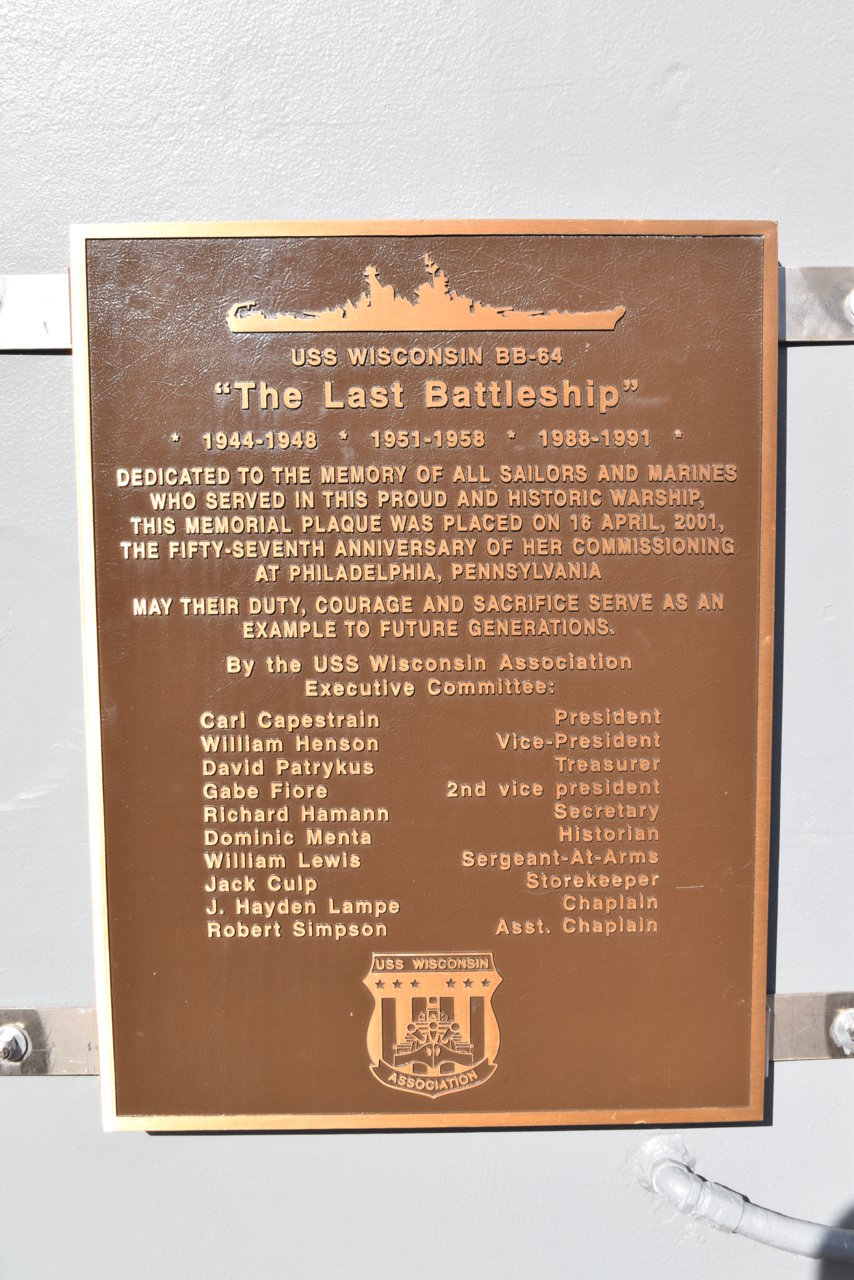 USS WISCONSIN BB-64
“The Last Battleship”
* 1944-1948 * 1951-1958 * 1988-1991 *
DEDICATED TO THE MEMORY OF ALL SAILORS AND MARINES
WHO SERVED IN THIS PROUD AND HISTORIC WARSHIP,
THIS MEMORIAL PLAQUE WAS PLACED ON 16 APRIL, 2001,
THE FIFTY-SEVENTH ANNIVERSARY OF HER COMMISSIONING
AT PHILADELPHIA, PENNSYLVANIA
MAY THEIR DUTY, COURAGE AND SACRIFICE SERVE AS AN
EXAMPLE TO FUTURE GENERATIONS.
By the USS Wisconsin Association
Executive Committee:
Carl Capestrain President
William Henson Vice-President
David Patrykus Treasurer
Gabe Fiore 2nd vice president
Richard Hamann Secretary
Dominic Menta Historian
William Lewis Sergeant-At-Arms
Jack Culp Storekeeper
J. Hayden Lampe Chaplain
Robert Simpson Asst. Chaplain
USS WISCONSIN
ASSOCIATION